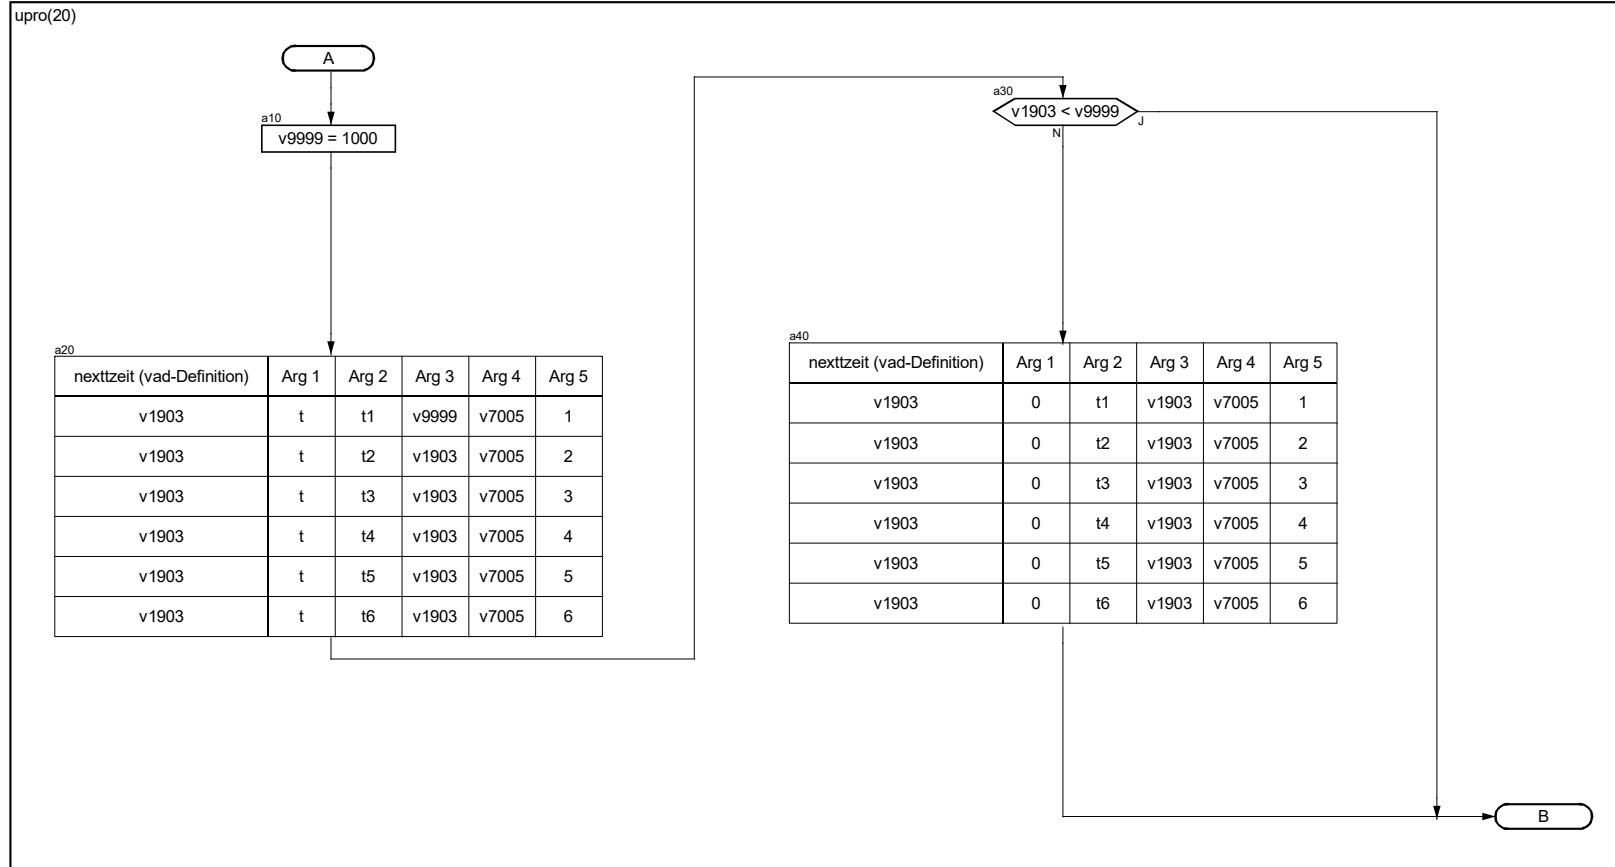 upro(20)
A
a10
v9999 = 1000
a20
nexttzeit (vad-Definition) Arg 1 Arg 2 Arg 3 Arg 4 Arg 5
v1903 t t1 v9999 v7005 1
v1903 t t2 v1903 v7005 2
v1903 t t3 v1903 v7005 3
v1903 t t4 v1903 v7005 4
v1903 t t5 v1903 v7005 5
v1903 t t6 v1903 v7005 6
a30
v1903 < v9999
N
J
a40
nexttzeit (vad-Definition) Arg 1 Arg 2 Arg 3 Arg 4 Arg 5
v1903 0 t1 v1903 v7005 1
v1903 0 t2 v1903 v7005 2
v1903 0 t3 v1903 v7005 3
v1903 0 t4 v1903 v7005 4
v1903 0 t5 v1903 v7005 5
v1903 0 t6 v1903 v7005 6
B